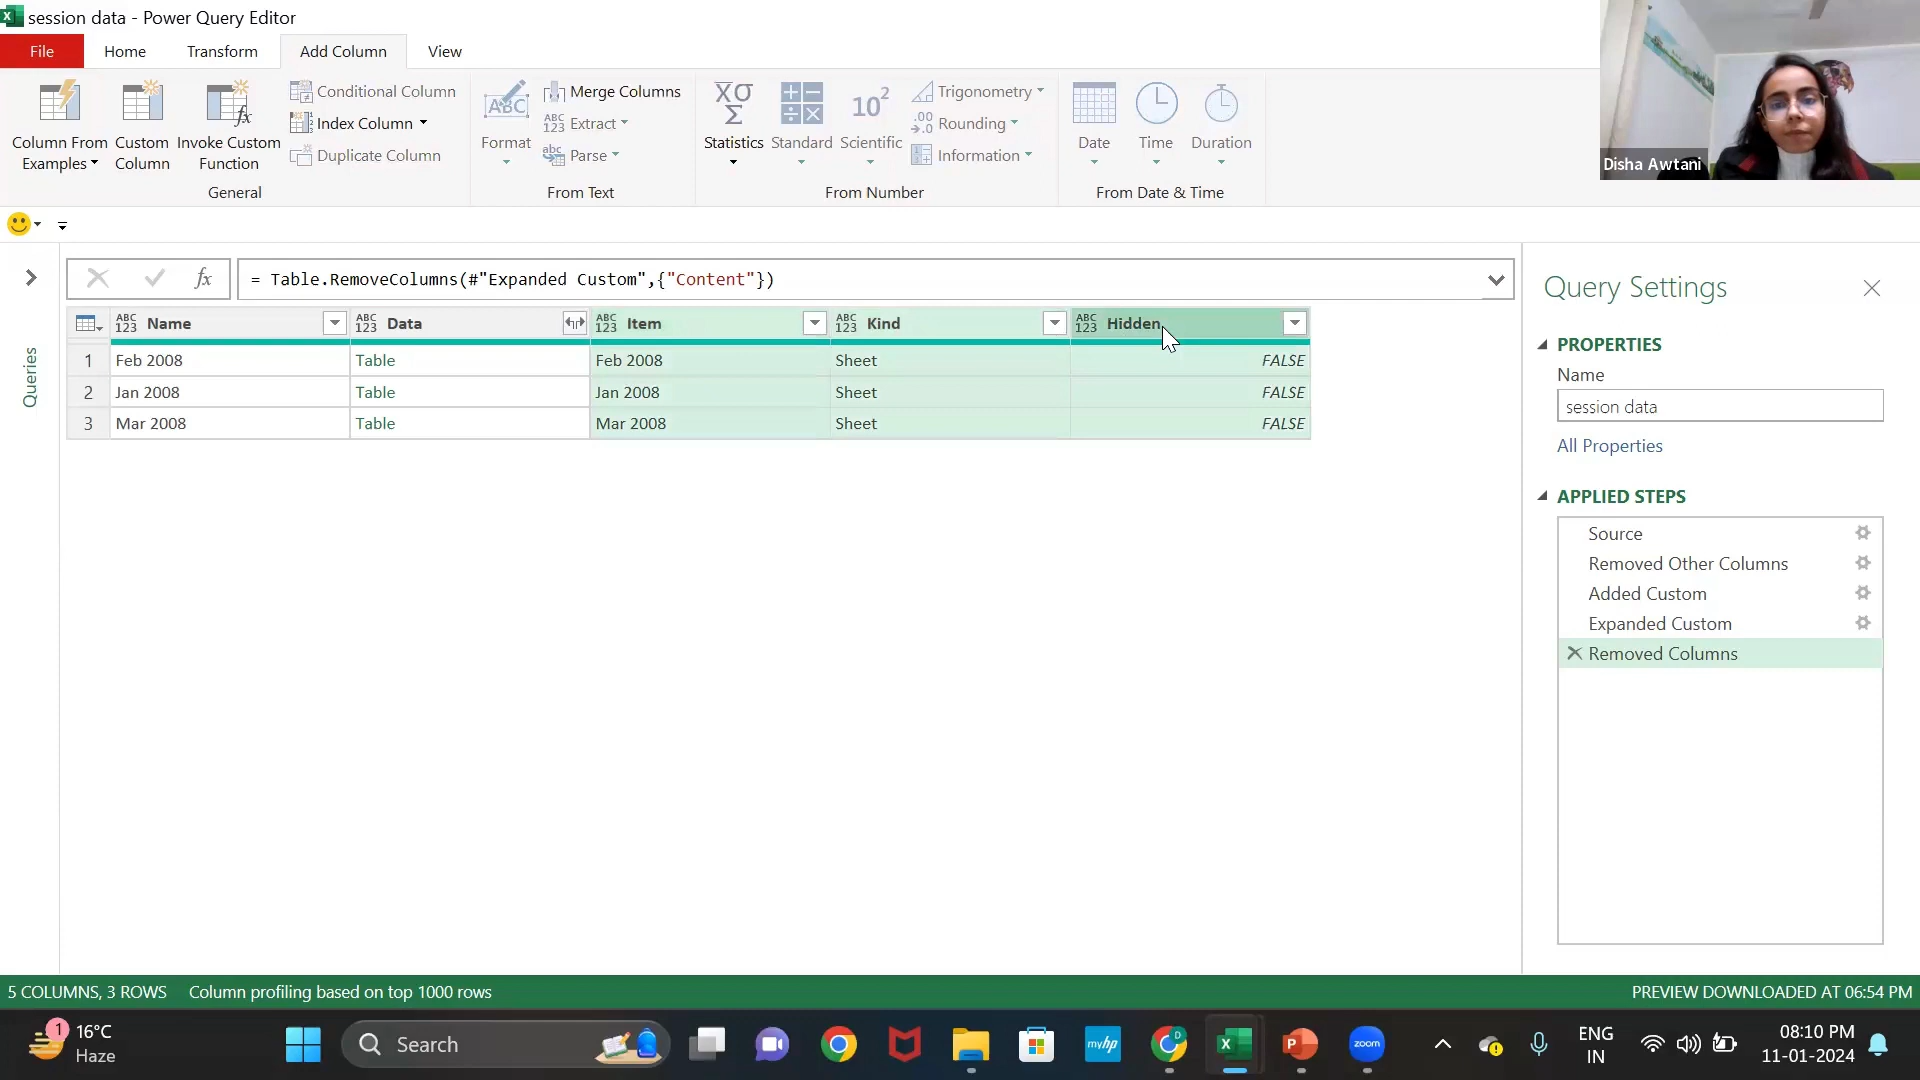 session data - Power Query Editor
File Home Transform Add Column View
Column From Examples
Custom Column
Invoke Custom Function
Conditional Column
Index Column
Duplicate Column
General
Format
Merge Columns
Extract
Parse
From Text
Statistics
Standard
Scientific
Trigonometry
Rounding
Information
From Number
Date
Time
Duration
From Date & Time
Disha Awtani
Queries
= Table.RemoveColumns(#"Expanded Custom",{"Content"})
Name Data Item Kind Hidden
1 Feb 2008 Table Feb 2008 Sheet FALSE
2 Jan 2008 Table Jan 2008 Sheet FALSE
3 Mar 2008 Table Mar 2008 Sheet FALSE
Query Settings
PROPERTIES
Name
session data
All Properties
APPLIED STEPS
Source
Removed Other Columns
Added Custom
Expanded Custom
Removed Columns
5 COLUMNS, 3 ROWS Column profiling based on top 1000 rows
PREVIEW DOWNLOADED AT 06:54 PM
1
16°C
Haze
Search
myhp
zoom
ENG
IN
08:10 PM
11-01-2024